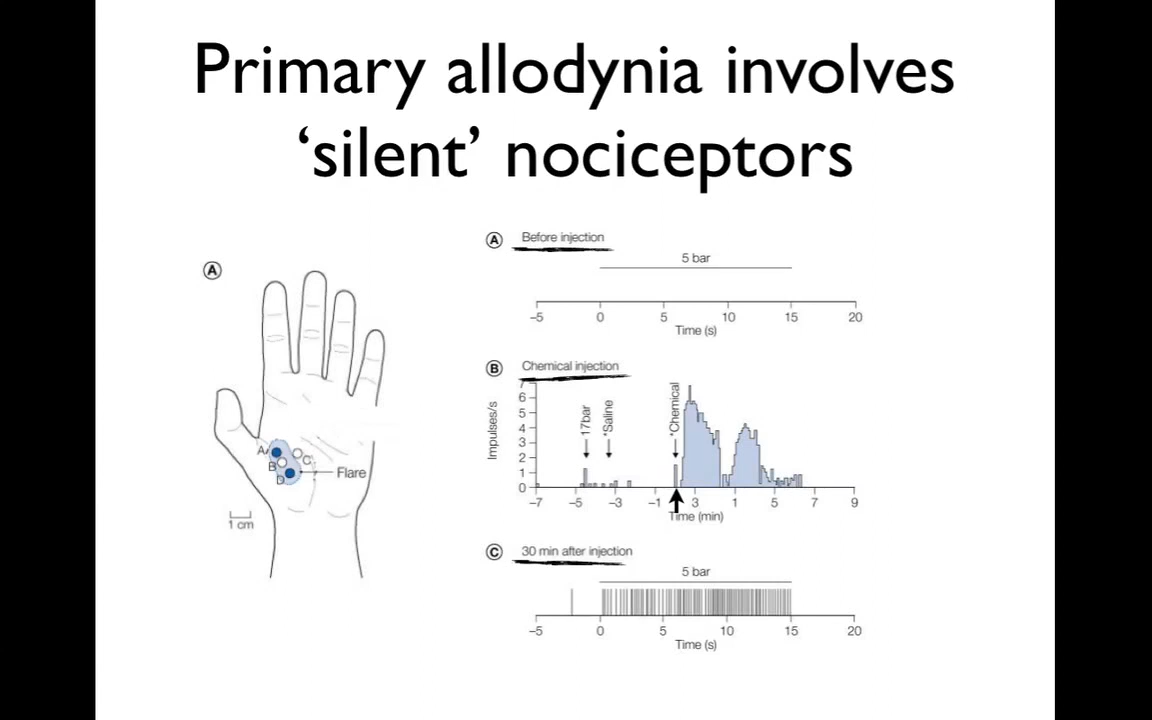 Primary allodynia involves
‘silent’ nociceptors
A
A
B
C
D
Flare
1 cm
A Before injection
5 bar
–5 0 5 10 15 20
Time (s)
B Chemical injection
Impulses/s
7
6
5
4
3
2
1
0
17bar
*Saline
*Chemical
–7 –5 –3 –1 3 1 5 7 9
Time (min)
C 30 min after injection
5 bar
–5 0 5 10 15 20
Time (s)